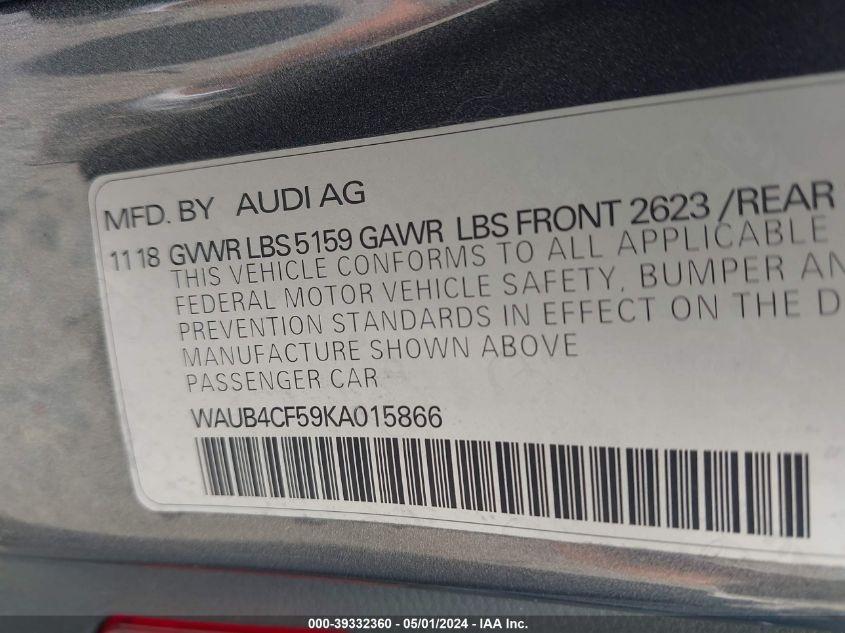 MFD. BY AUDI AG
11 18 GVWR LBS 5159 GAWR LBS FRONT 2623 /REAR
THIS VEHICLE CONFORMS TO ALL APPLICABLE
FEDERAL MOTOR VEHICLE SAFETY, BUMPER AN
PREVENTION STANDARDS IN EFFECT ON THE D
MANUFACTURE SHOWN ABOVE
PASSENGER CAR
WAUB4CF59KA015866
000-39332360 - 05/01/2024 - IAA Inc.